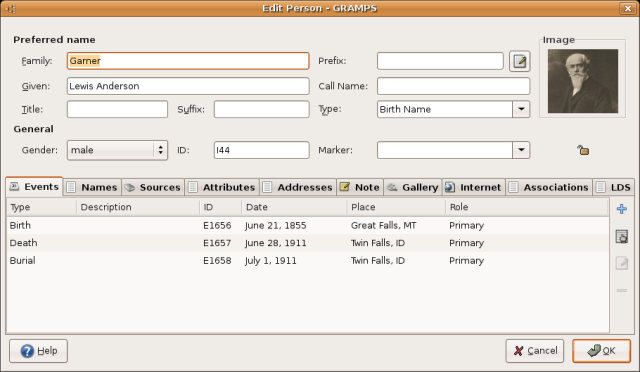 Edit Person - GRAMPS
Preferred name
Image
Family: Garner Prefix:
Given: Lewis Anderson Call Name:
Title: Suffix: Type: Birth Name
General
Gender: male ID: I44 Marker:
Events Names Sources Attributes Addresses Note Gallery Internet Associations LDS
Type Description ID Date Place Role
Birth E1656 June 21, 1855 Great Falls, MT Primary
Death E1657 June 28, 1911 Twin Falls, ID Primary
Burial E1658 July 1, 1911 Twin Falls, ID Primary
Help Cancel OK